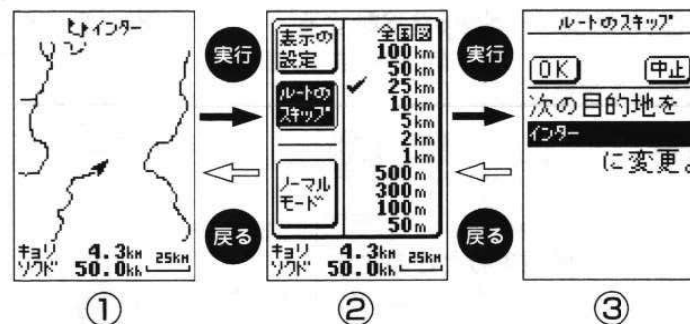 インター
キョリ 4.3km
ソクド 50.0kh 25km
①
実行
戻る
表示の
設定
ルートの
スキップ
ノーマル
モード
全国図
100km
50km
25km
10km
5km
2km
1km
500m
300m
100m
50m
キョリ 4.3km
ソクド 50.0kh 25km
②
実行
戻る
ルートのスキップ
OK 中止
次の目的地を
インター
に変更。
③